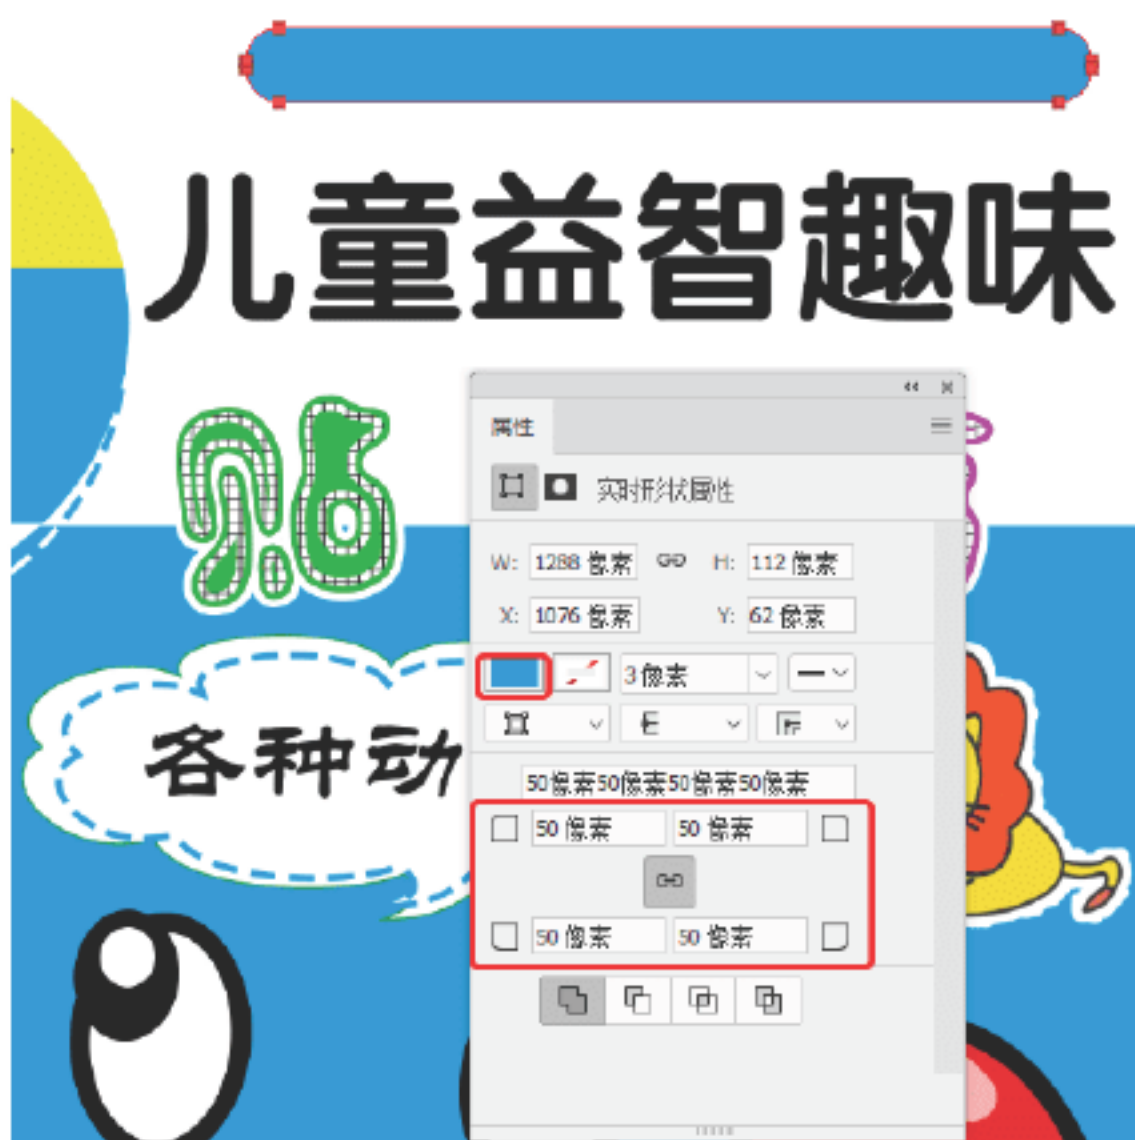 儿童益智趣味
贴
属性
实时形状属性
W: 1288 像素 H: 112 像素
X: 1076 像素 Y: 62 像素
3 像素
各种动
50像素50像素50像素50像素
50 像素 50 像素
50 像素 50 像素